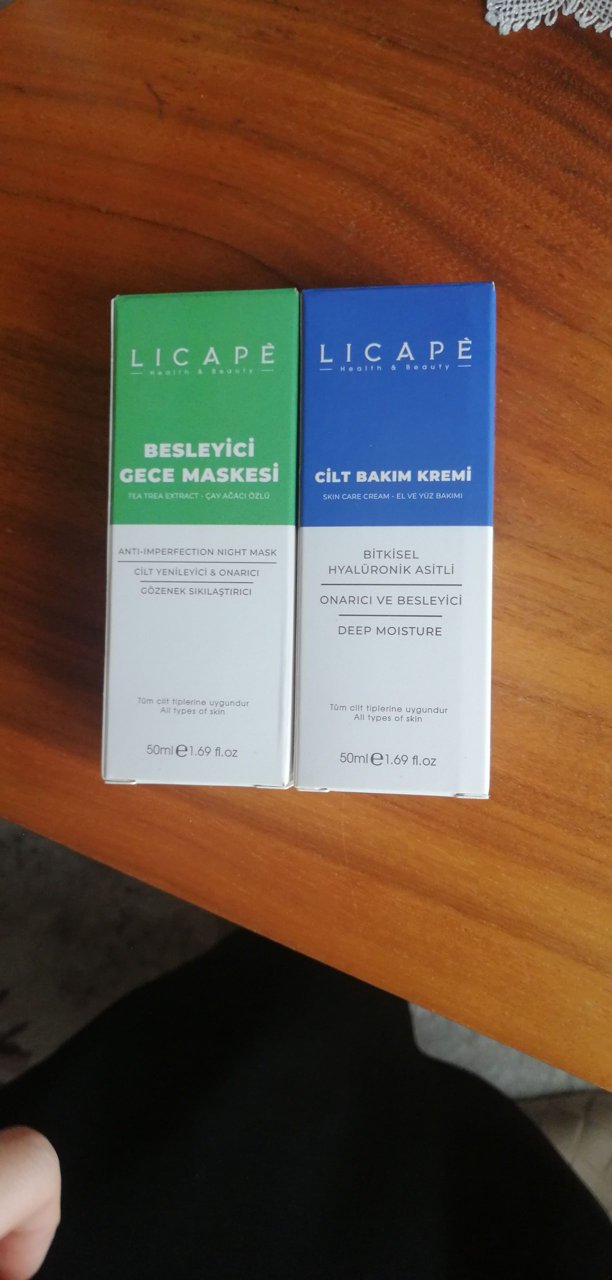 LICAPÈ
Health & Beauty
BESLEYİCİ
GECE MASKESİ
TEA TREA EXTRACT - ÇAY AĞACI ÖZLÜ
ANTI-IMPERFECTION NIGHT MASK
CİLT YENİLEYİCİ & ONARICI
GÖZENEK SIKILAŞTIRICI
Tüm cilt tiplerine uygundur
All types of skin
50ml ℮ 1.69 fl.oz
LICAPÈ
Health & Beauty
CİLT BAKIM KREMİ
SKIN CARE CREAM - EL VE YÜZ BAKIMI
BİTKİSEL
HYALÜRONİK ASİTLİ
ONARICI VE BESLEYİCİ
DEEP MOISTURE
Tüm cilt tiplerine uygundur
All types of skin
50ml ℮ 1.69 fl.oz